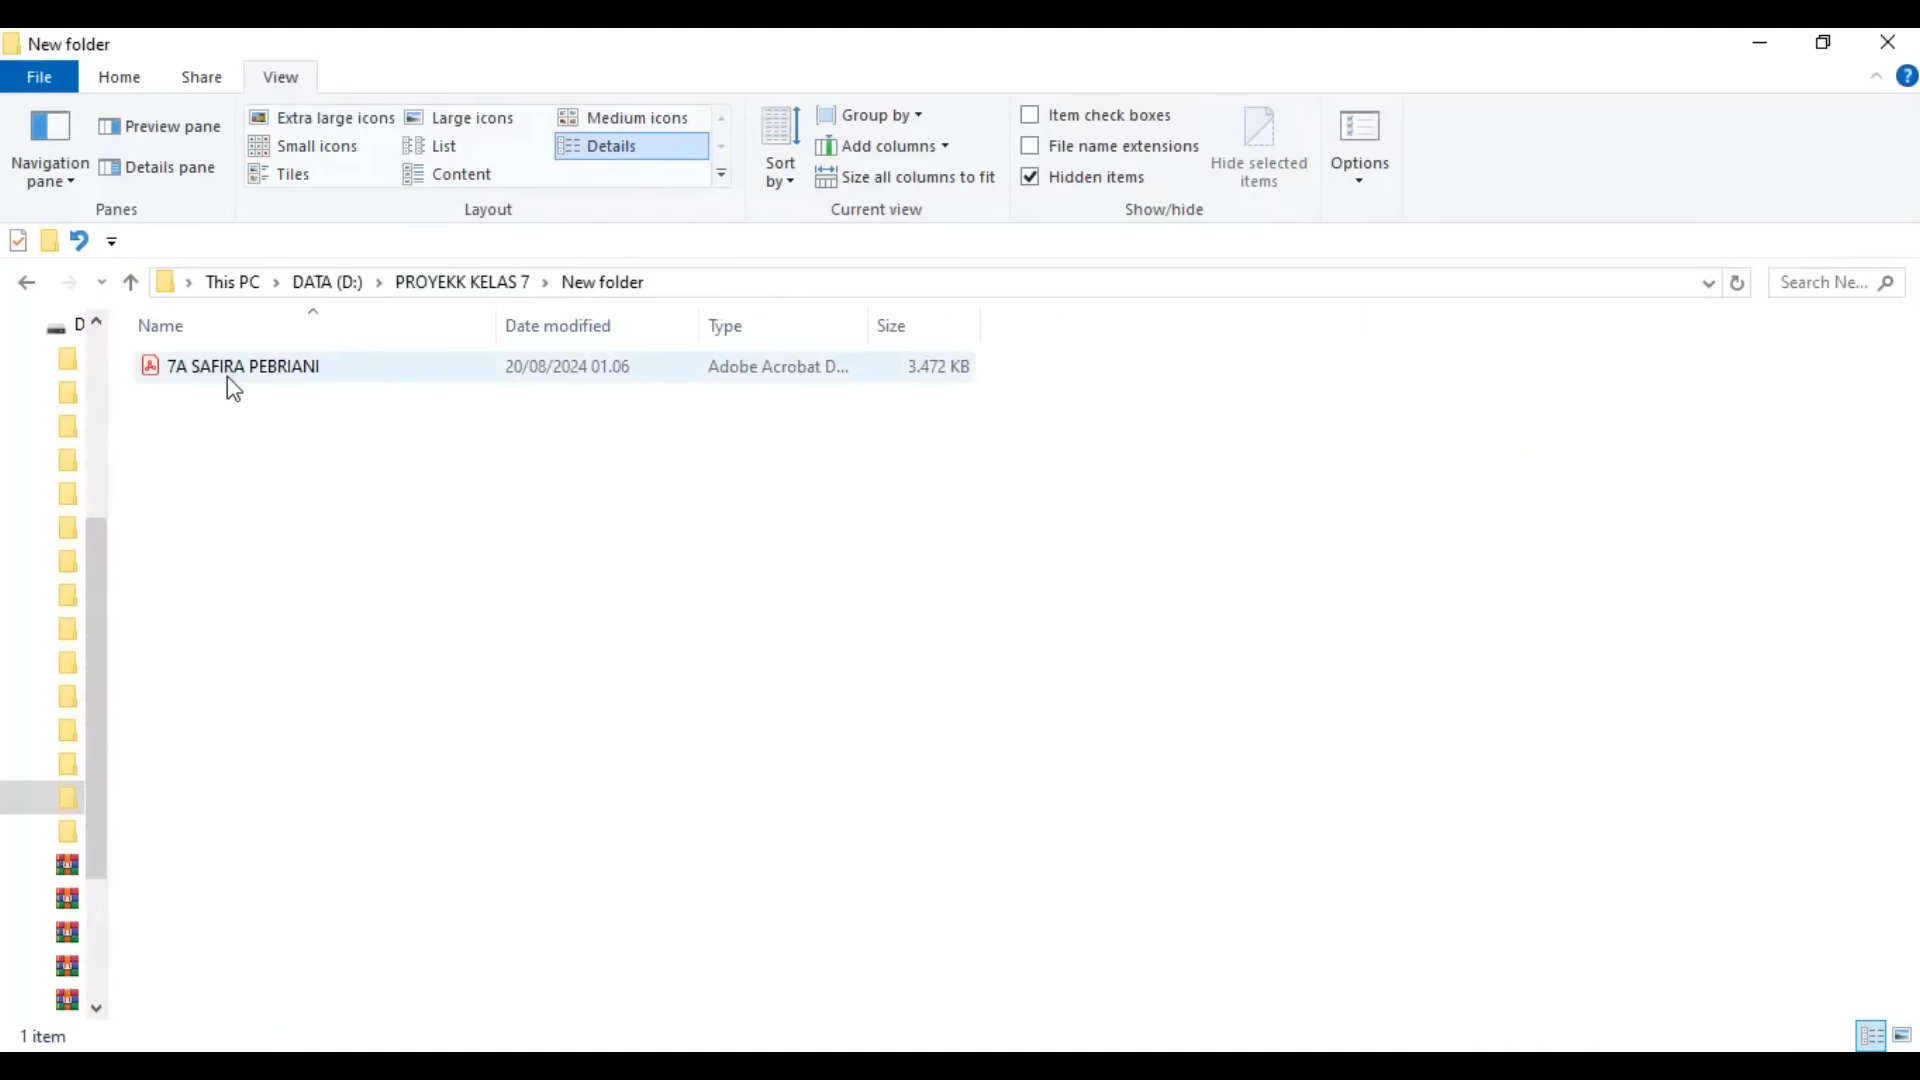 New folder
File Home Share View
Navigation pane
Preview pane
Details pane
Panes
Extra large icons Large icons Medium icons
Small icons List Details
Tiles Content
Layout
Sort by
Group by
Add columns
Size all columns to fit
Current view
Item check boxes
File name extensions
Hidden items
Hide selected items
Show/hide
Options
This PC > DATA (D:) > PROYEKK KELAS 7 > New folder
Search Ne...
D
Name Date modified Type Size
7A SAFIRA PEBRIANI 20/08/2024 01.06 Adobe Acrobat D... 3.472 KB
1 item